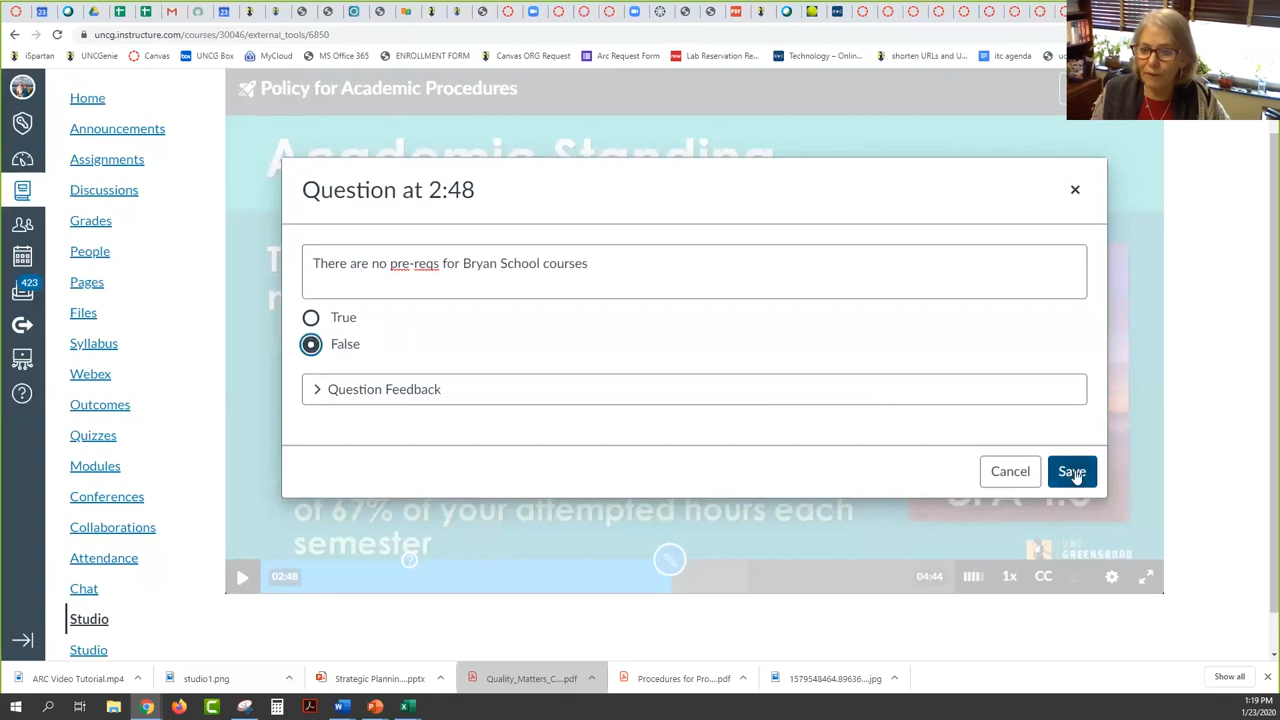 uncg.instructure.com/courses/30046/external_tools/6850
iSpartan
UNCGenie
Canvas
UNCG Box
MyCloud
MS Office 365
ENROLLMENT FORM
Canvas ORG Request
Arc Request Form
Lab Reservation Re...
Technology – Onlin...
shorten URLs and U...
itc agenda
Home
Announcements
Assignments
Discussions
Grades
People
Pages
Files
Syllabus
Webex
Outcomes
Quizzes
Modules
Conferences
Collaborations
Attendance
Chat
Studio
Studio
423
Policy for Academic Procedures
Academic Standing
Question at 2:48
There are no pre-reqs for Bryan School courses
True
False
Question Feedback
Cancel
Save
of 67% of your attempted hours each
semester
GREENSBORO
02:48
04:44
1x
CC
ARC Video Tutorial.mp4
studio1.png
Strategic Plannin....pptx
Quality_Matters_C....pdf
Procedures for Pro....pdf
1579548464.89636...jpg
Show all
1:19 PM
1/23/2020